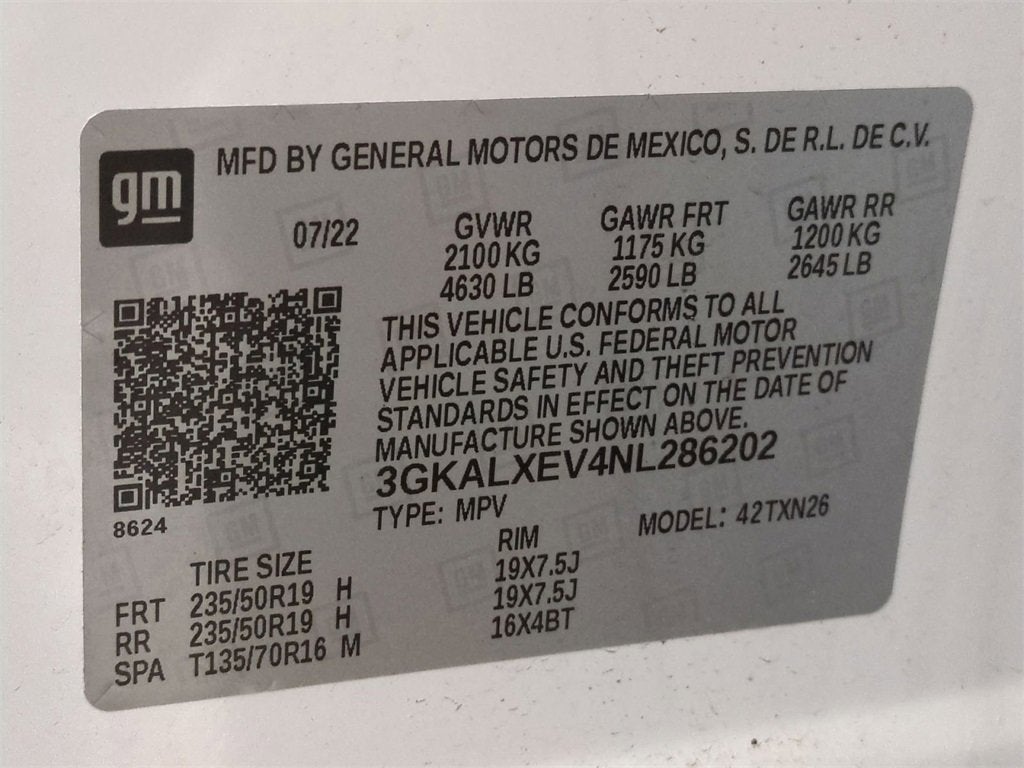 gm
MFD BY GENERAL MOTORS DE MEXICO, S. DE R.L. DE C.V.
07/22 GVWR GAWR FRT GAWR RR
2100 KG 1175 KG 1200 KG
4630 LB 2590 LB 2645 LB
THIS VEHICLE CONFORMS TO ALL
APPLICABLE U.S. FEDERAL MOTOR
VEHICLE SAFETY AND THEFT PREVENTION
STANDARDS IN EFFECT ON THE DATE OF
MANUFACTURE SHOWN ABOVE.
3GKALXEV4NL286202
8624
TYPE: MPV MODEL: 42TXN26
TIRE SIZE RIM
FRT 235/50R19 H 19X7.5J
RR 235/50R19 H 19X7.5J
SPA T135/70R16 M 16X4BT